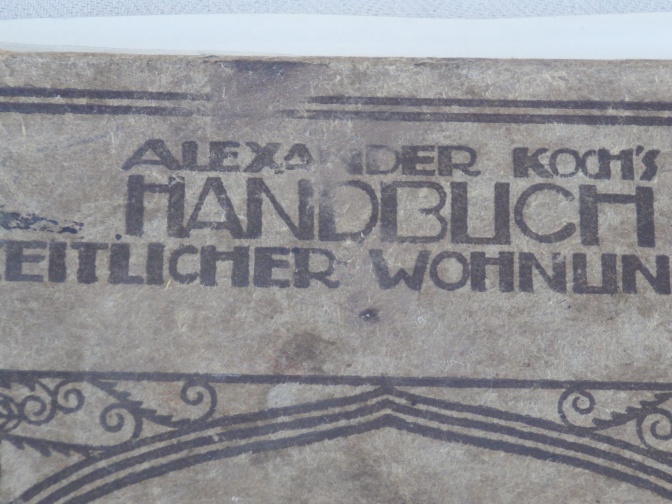 ALEXANDER KOCH'S
HANDBUCH
EITLICHER WOHNUN